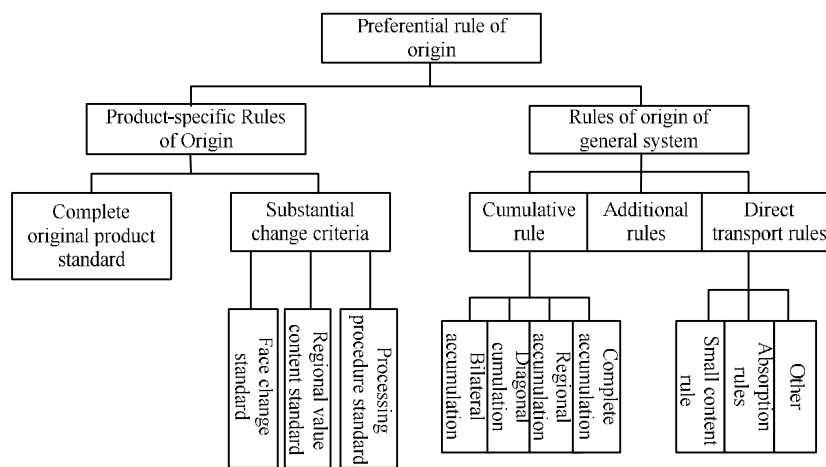 Preferential rule of
origin
Product-specific Rules
of Origin
Rules of origin of
general system
Complete
original product
standard
Substantial
change criteria
Cumulative
rule
Additional
rules
Direct
transport rules
Face change
standard
Regional value
content standard
Processing
procedure standard
Bilateral
accumulation
Diagonal
cumulation
Regional
accumulation
Complete
accumulation
Small content
rule
Absorption
rules
Other